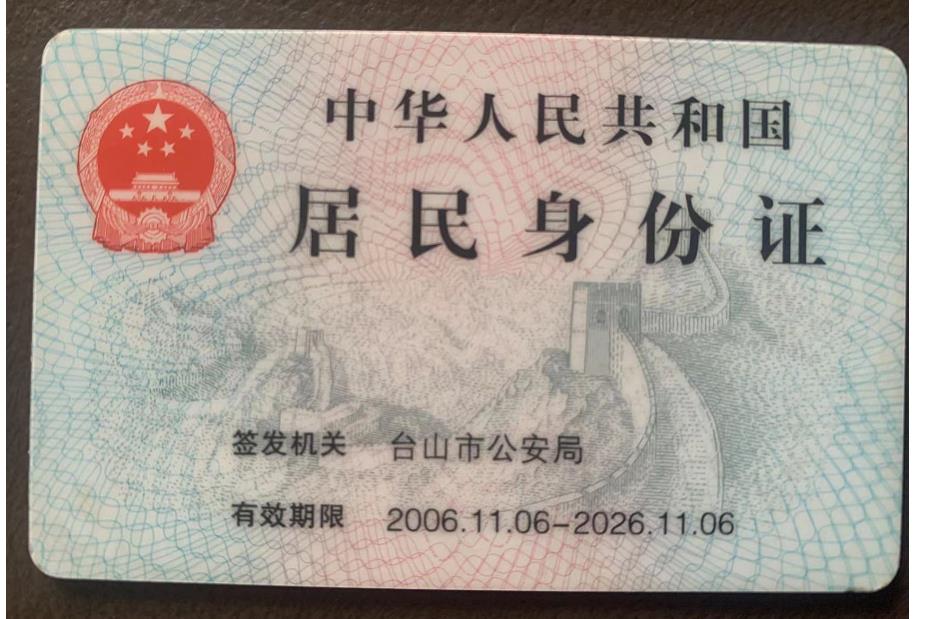 中华人民共和国
居民身份证
签发机关 台山市公安局
有效期限 2006.11.06-2026.11.06